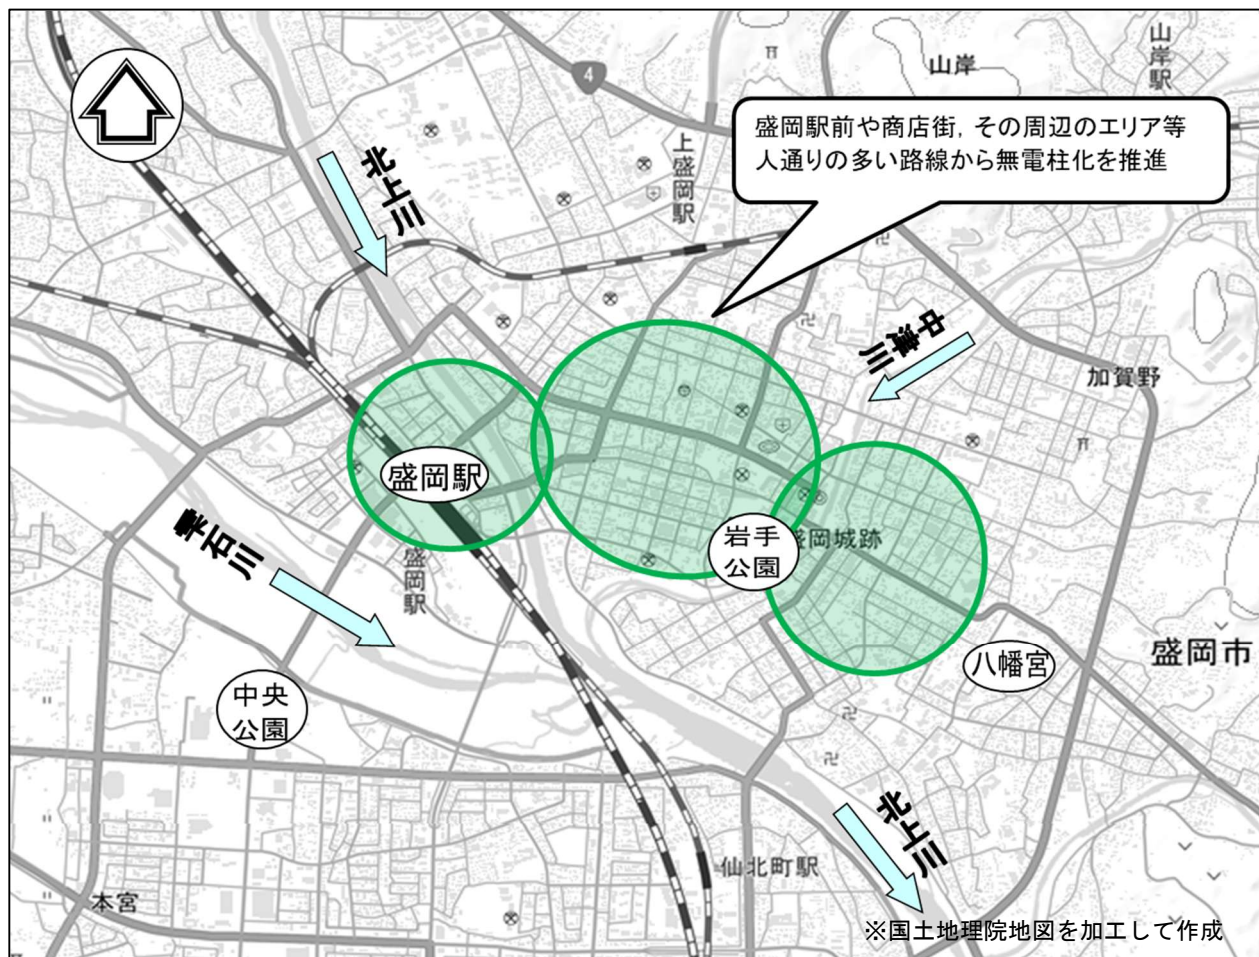 山岸
山岸駅
4
盛岡駅前や商店街，その周辺のエリア等
人通りの多い路線から無電柱化を推進
上盛岡駅
北上川
中津川
加賀野
盛岡駅
岩手
公園
盛岡城跡
雫石川
盛岡駅
八幡宮
盛岡市
中央
公園
北上川
仙北町駅
本宮
※国土地理院地図を加工して作成